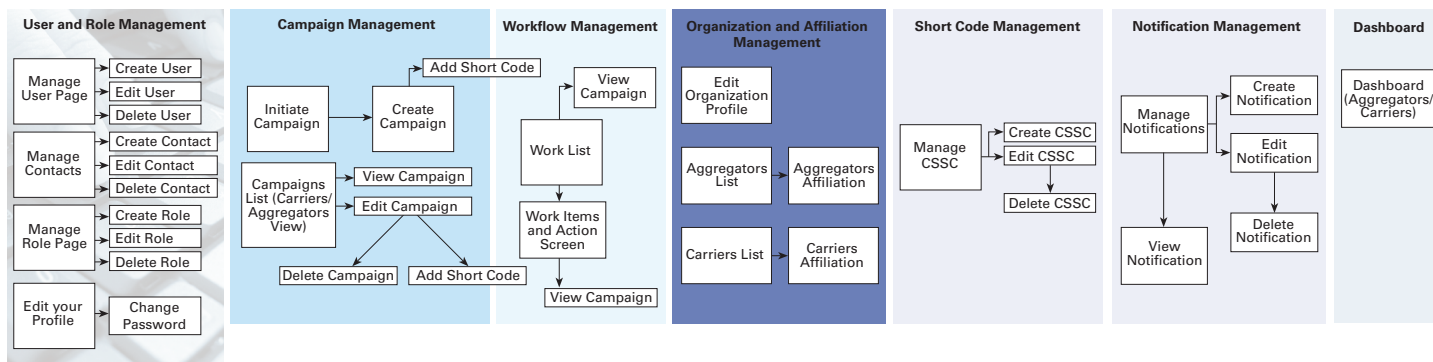 User and Role Management
Manage
User Page
Create User
Edit User
Delete User
Manage
Contacts
Create Contact
Edit Contact
Delete Contact
Manage
Role Page
Create Role
Edit Role
Delete Role
Edit your
Profile
Change
Password
Campaign Management
Add Short Code
Initiate
Campaign
Create
Campaign
Campaigns
List (Carriers/
Aggregators
View)
View Campaign
Edit Campaign
Delete Campaign
Add Short Code
Workflow Management
View
Campaign
Work List
Work Items
and Action
Screen
View Campaign
Organization and Affiliation
Management
Edit
Organization
Profile
Aggregators
List
Aggregators
Affiliation
Carriers List
Carriers
Affiliation
Short Code Management
Manage
CSSC
Create CSSC
Edit CSSC
Delete CSSC
Notification Management
Manage
Notifications
Create
Notification
Edit
Notification
Delete
Notification
View
Notification
Dashboard
Dashboard
(Aggregators/
Carriers)